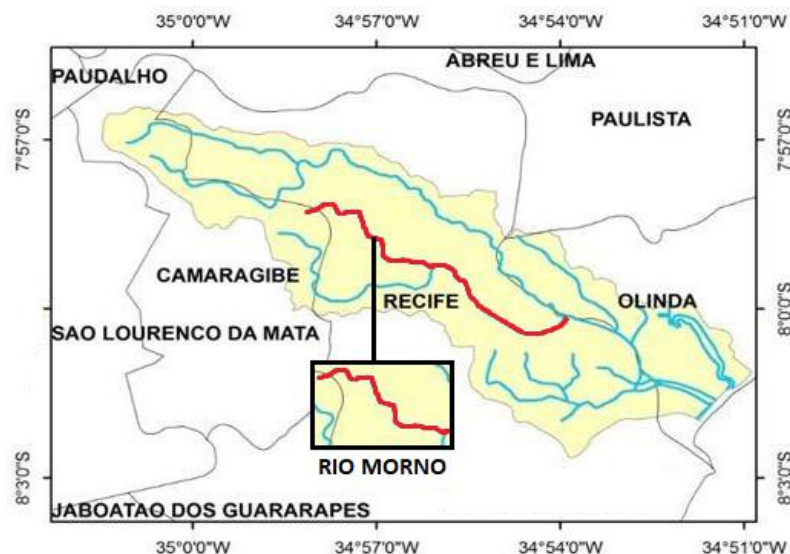 35°0'0"W 34°57'0"W 34°54'0"W 34°51'0"W
ABREU E LIMA
PAUDALHO
PAULISTA
7°57'0"S 7°57'0"S
CAMARAGIBE
RECIFE
OLINDA
8°0'0"S 8°0'0"S
SAO LOURENCO DA MATA
RIO MORNO
8°3'0"S 8°3'0"S
JABOATAO DOS GUARARAPES
35°0'0"W 34°57'0"W 34°54'0"W 34°51'0"W